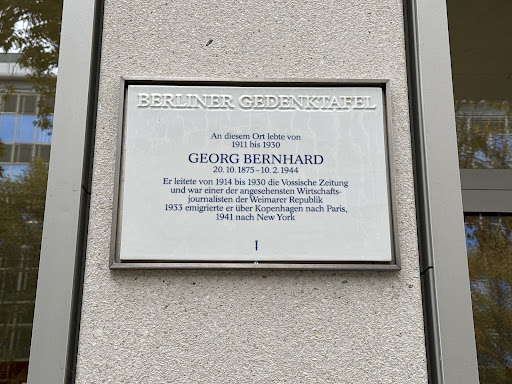 BERLINER GEDENKTAFEL
An diesem Ort lebte von
1911 bis 1930
GEORG BERNHARD
20. 10. 1875 – 10. 2. 1944
Er leitete von 1914 bis 1930 die Vossische Zeitung
und war einer der angesehensten Wirtschafts-
journalisten der Weimarer Republik
1933 emigrierte er über Kopenhagen nach Paris,
1941 nach New York